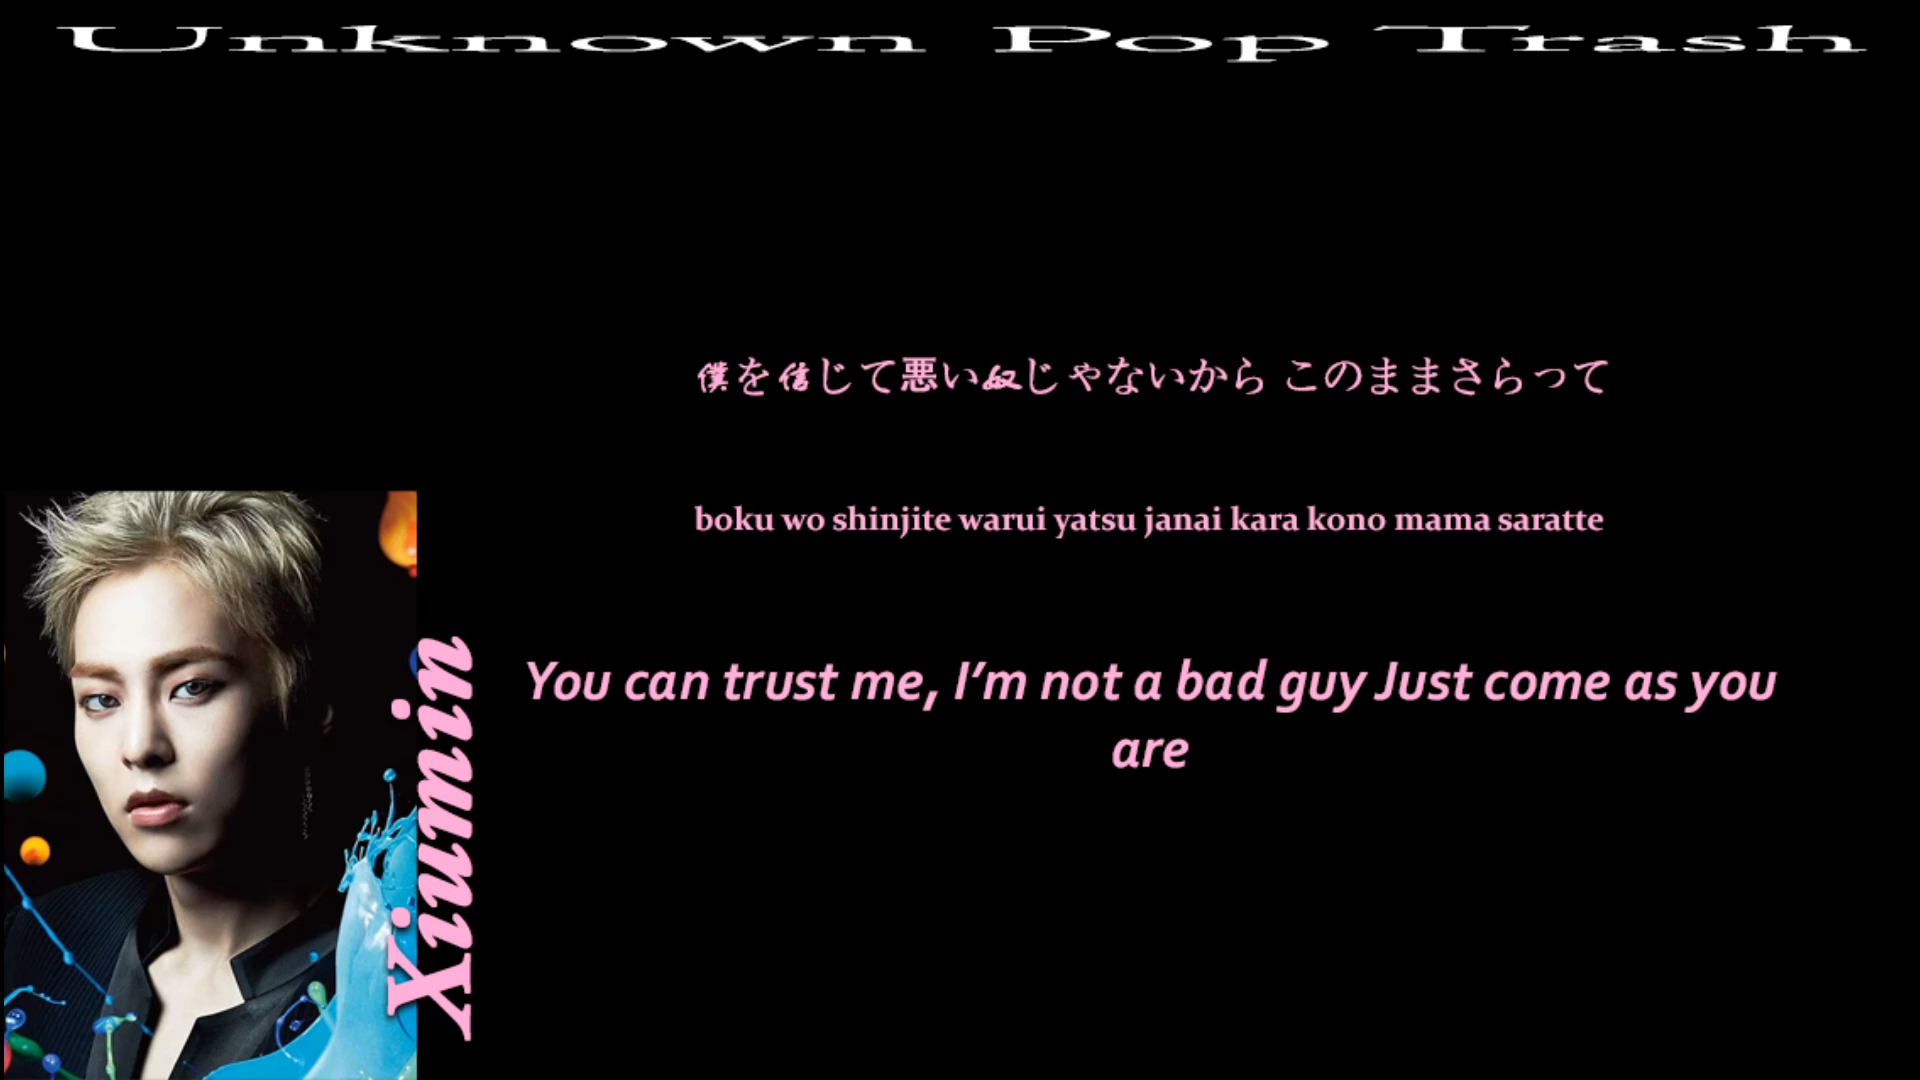 Unknown Pop Trash
僕を信じて悪い奴じゃないから このままさらって
boku wo shinjite warui yatsu janai kara kono mama saratte
You can trust me, I’m not a bad guy Just come as you
are
Xiumin